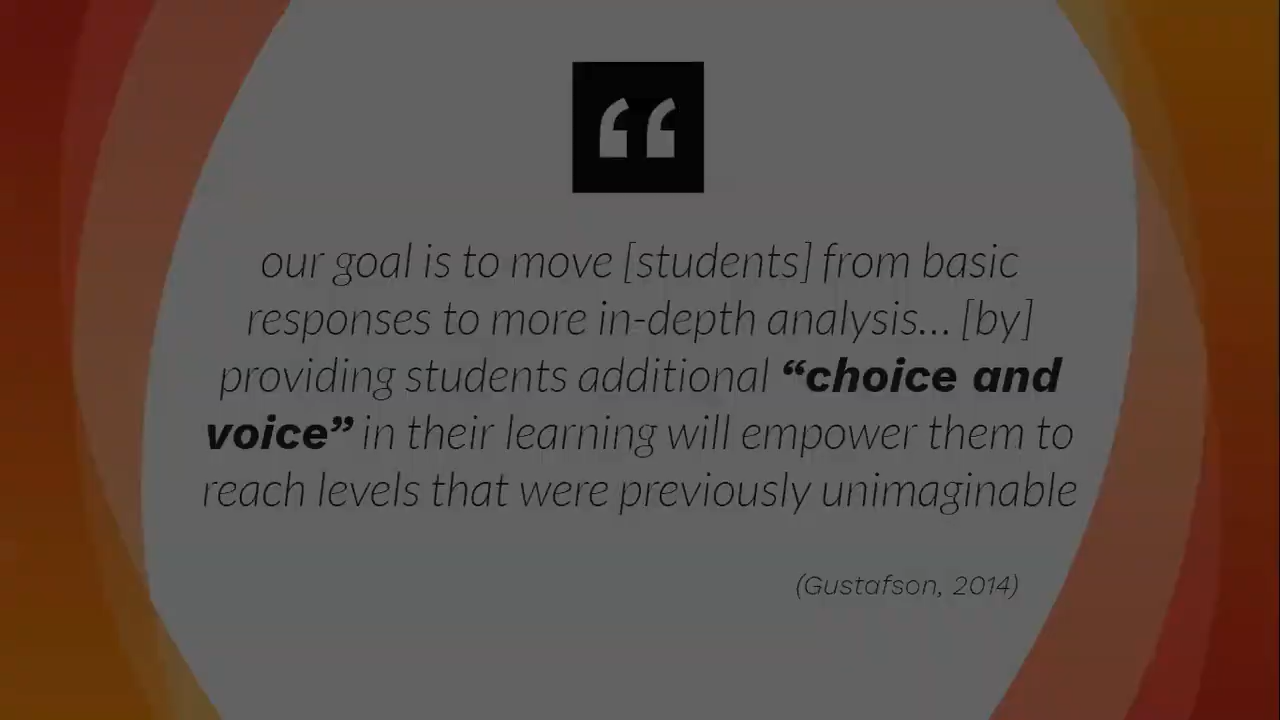 “
our goal is to move [students] from basic
responses to more in-depth analysis... [by]
providing students additional “choice and
voice” in their learning will empower them to
reach levels that were previously unimaginable
(Gustafson, 2014)